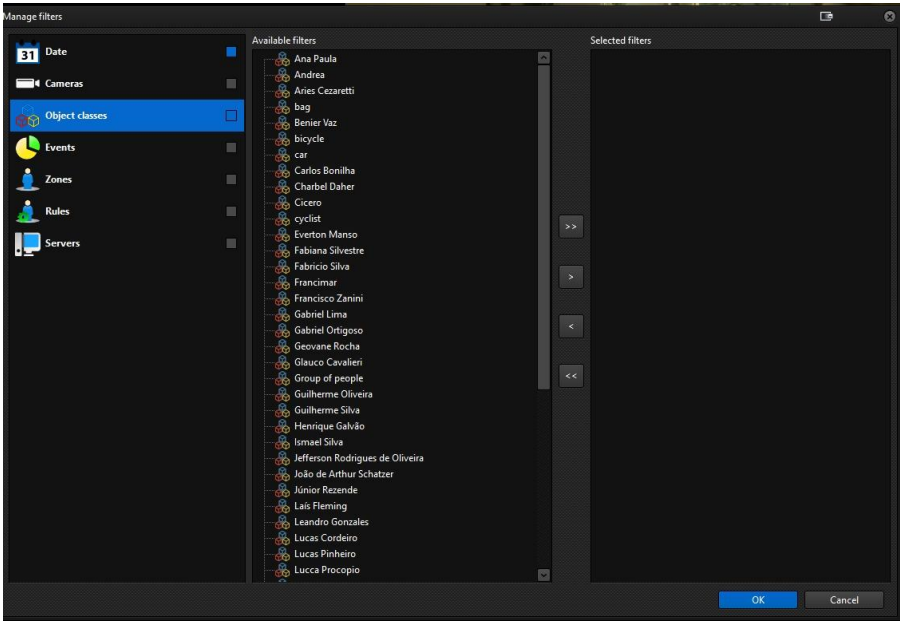 Manage filters
31 Date
Cameras
Object classes
Events
Zones
Rules
Servers
Available filters
Ana Paula
Andrea
Aries Cezaretti
bag
Benier Vaz
bicycle
car
Carlos Bonilha
Charbel Daher
Cicero
cyclist
Everton Manso
Fabiana Silvestre
Fabricio Silva
Francimar
Francisco Zanini
Gabriel Lima
Gabriel Ortigoso
Geovane Rocha
Glauco Cavalieri
Group of people
Guilherme Oliveira
Guilherme Silva
Henrique Galvão
Ismael Silva
Jefferson Rodrigues de Oliveira
João de Arthur Schatzer
Júnior Rezende
Laís Fleming
Leandro Gonzales
Lucas Cordeiro
Lucas Pinheiro
Lucca Procopio
>>
>
<
<<
Selected filters
OK
Cancel